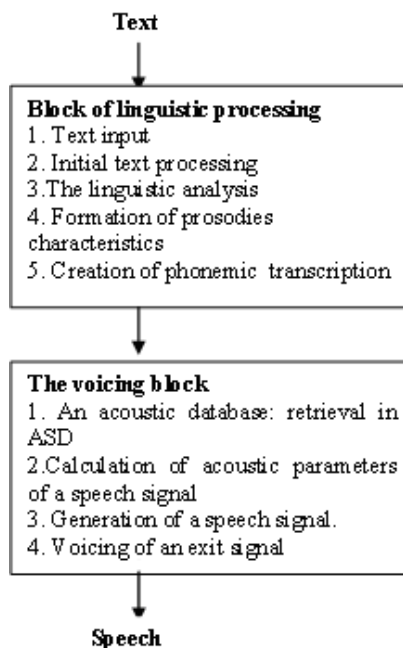 Text
Block of linguistic processing
1. Text input
2. Initial text processing
3.The linguistic analysis
4. Formation of prosodies
characteristics
5. Creation of phonemic transcription
The voicing block
1. An acoustic database: retrieval in
ASD
2.Calculation of acoustic parameters
of a speech signal
3. Generation of a speech signal.
4. Voicing of an exit signal
Speech